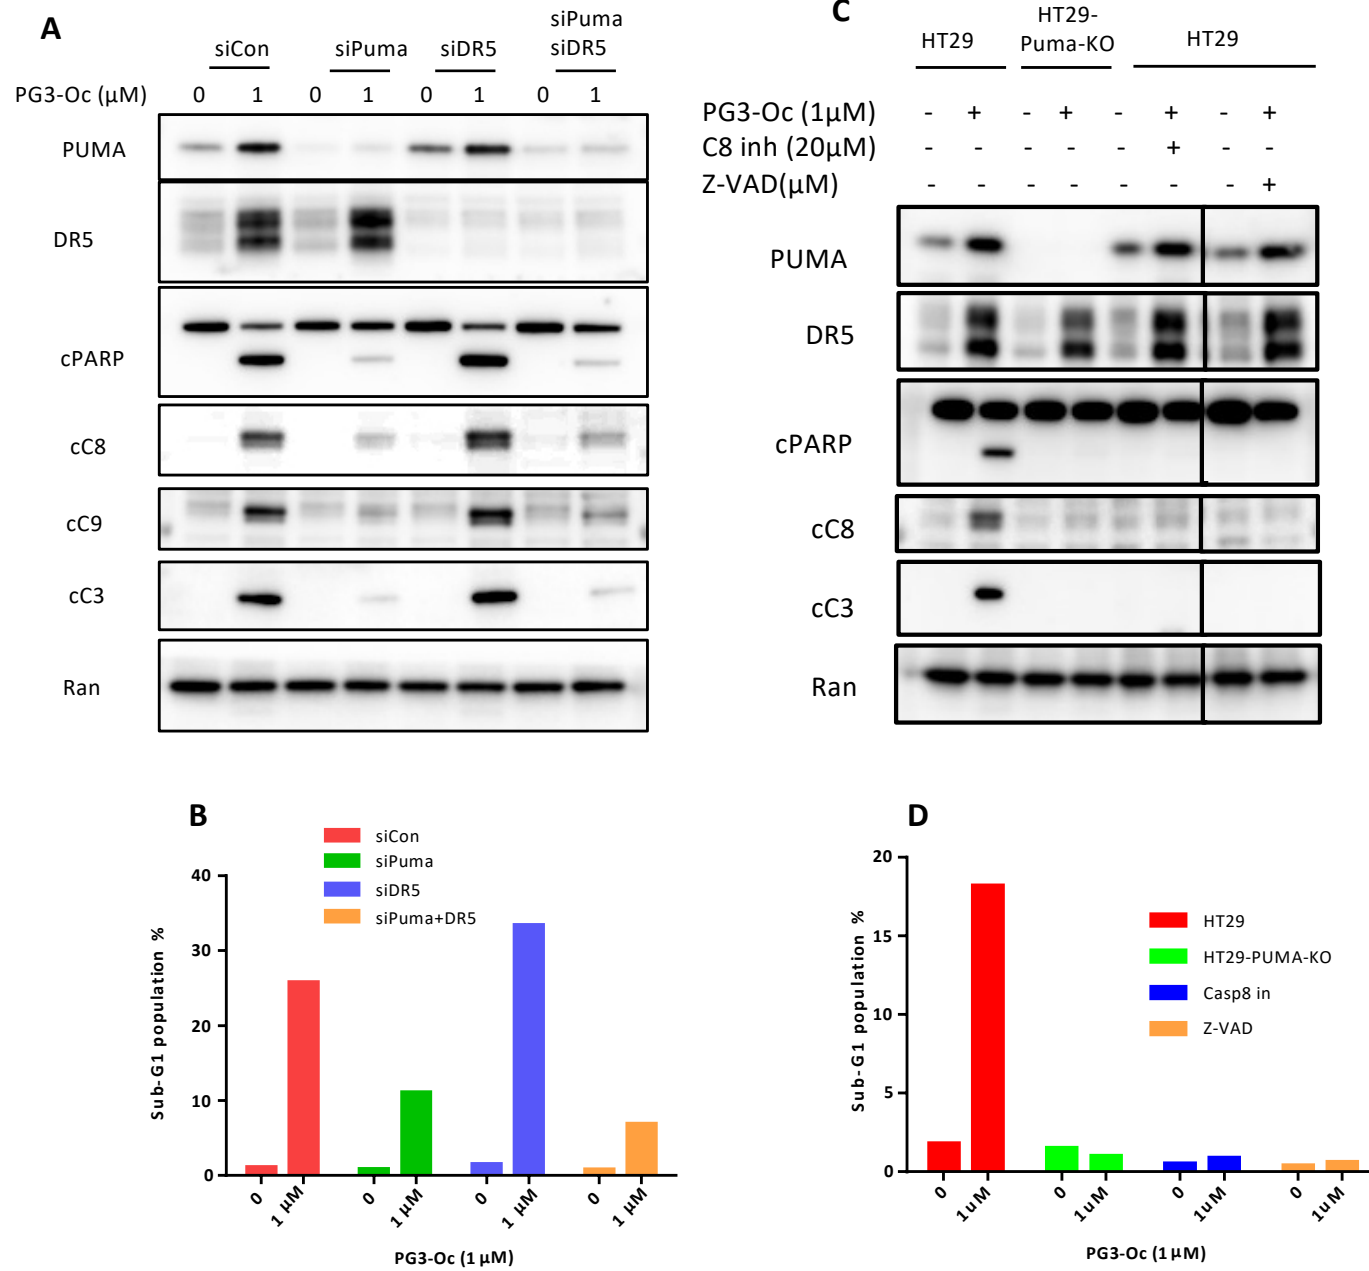 A
siCon
siPuma
siDR5
siPuma
siDR5
PG3-Oc (μM)
0 1 0 1 0 1 0 1
PUMA
DR5
cPARP
cC8
cC9
cC3
Ran
C
HT29
HT29-
Puma-KO
HT29
PG3-Oc (1μM) - + - + - + - +
C8 inh (20μM) - - - - - + - -
Z-VAD(μM) - - - - - - - +
PUMA
DR5
cPARP
cC8
cC3
Ran
B
siCon
siPuma
siDR5
siPuma+DR5
Sub-G1 population %
40
30
20
10
0
0 1 μM 0 1 μM 0 1 μM 0 1 μM
PG3-Oc (1 μM)
D
HT29
HT29-PUMA-KO
Casp8 in
Z-VAD
Sub-G1 population %
20
15
10
5
0
0 1uM 0 1uM 0 1uM 0 1uM
PG3-Oc (1 μM)